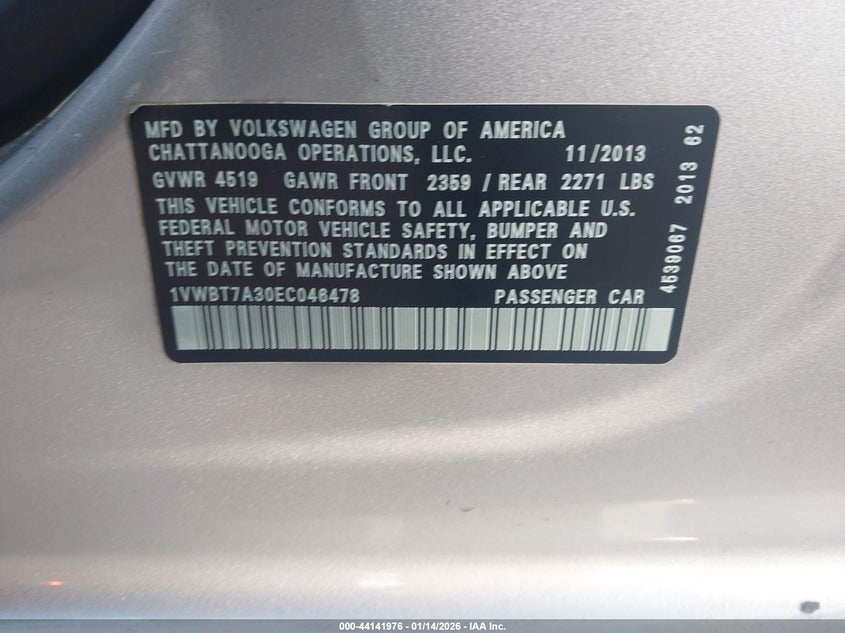 MFD BY VOLKSWAGEN GROUP OF AMERICA
CHATTANOOGA OPERATIONS, LLC. 11/2013
GVWR 4519 GAWR FRONT 2359 / REAR 2271 LBS
THIS VEHICLE CONFORMS TO ALL APPLICABLE U.S.
FEDERAL MOTOR VEHICLE SAFETY, BUMPER AND
THEFT PREVENTION STANDARDS IN EFFECT ON
THE DATE OF MANUFACTURE SHOWN ABOVE
1VWBT7A30EC046478 PASSENGER CAR
4539067 2013 62
000-44141976 - 01/14/2026 - IAA Inc.